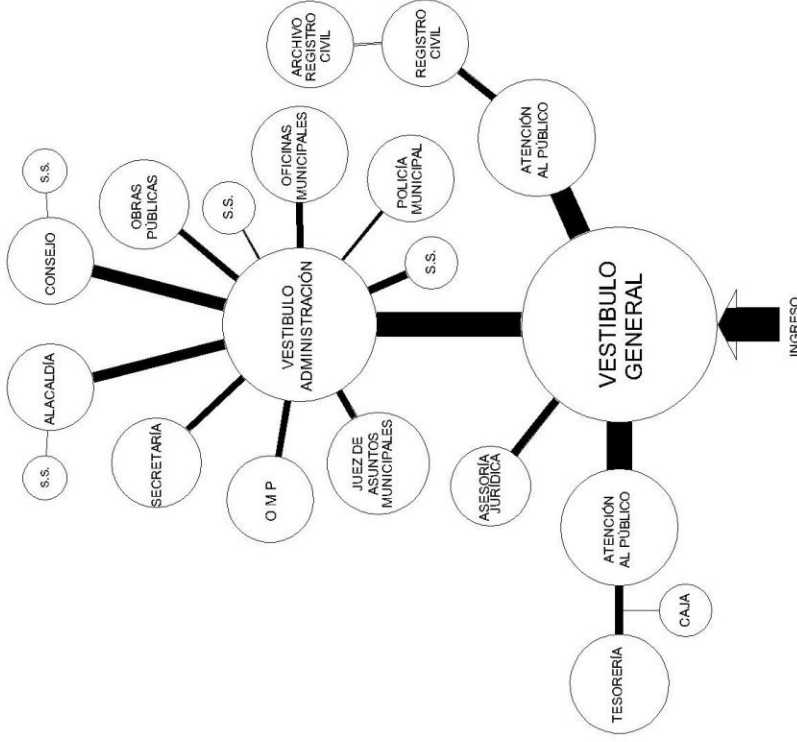 S.S.
CONSEJO
ALACALDÍA
S.S.
OBRAS
PÚBLICAS
S.S.
OFICINAS
MUNICIPALES
POLICÍA
MUNICIPAL
S.S.
SECRETARÍA
O M P
JUEZ DE
ASUNTOS
MUNICIPALES
VESTIBULO
ADMINISTRACIÓN
ARCHIVO
REGISTRO
CIVIL
REGISTRO
CIVIL
ATENCIÓN
AL PÚBLICO
ASESORÍA
JURÍDICA
VESTIBULO
GENERAL
ATENCIÓN
AL PÚBLICO
TESORERÍA
CAJA
INGRESO